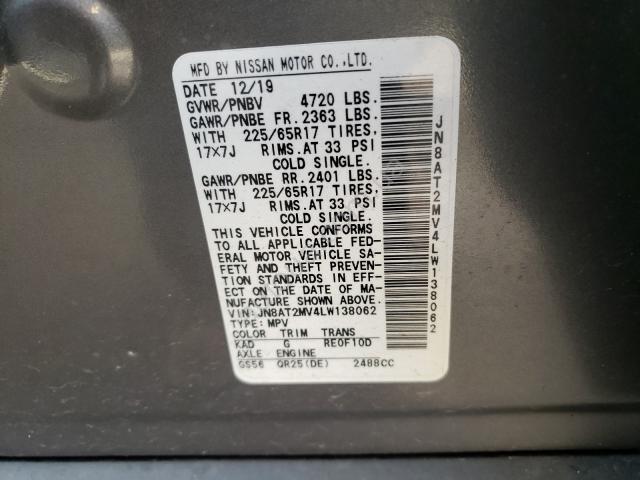 MFD BY NISSAN MOTOR CO.,LTD.
DATE 12/19
GVWR/PNBV 4720 LBS.
GAWR/PNBE FR. 2363 LBS.
WITH 225/65R17 TIRES,
17×7J RIMS.AT 33 PSI
COLD SINGLE.
GAWR/PNBE RR. 2401 LBS.
WITH 225/65R17 TIRES,
17×7J RIMS.AT 33 PSI
COLD SINGLE.
THIS VEHICLE CONFORMS
TO ALL APPLICABLE FED-
ERAL MOTOR VEHICLE SA-
FETY AND THEFT PREVEN-
TION STANDARDS IN EFF-
ECT ON THE DATE OF MA-
NUFACTURE SHOWN ABOVE.
VIN:JN8AT2MV4LW138062
TYPE:MPV
COLOR TRIM TRANS
KAD G RE0F10D
AXLE ENGINE
GS56 QR25(DE) 2488CC
JN8AT2MV4LW138062